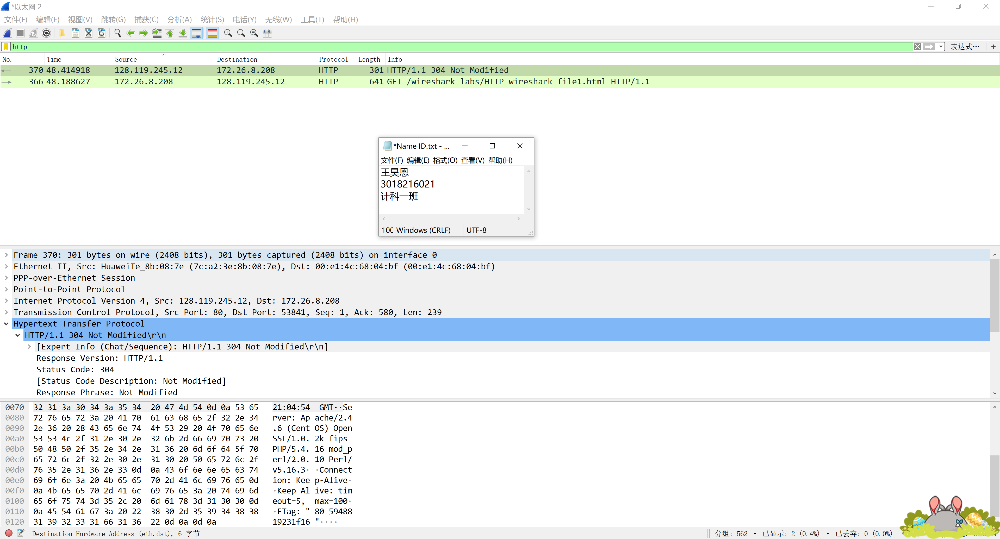 *以太网 2
文件(F) 编辑(E) 视图(V) 跳转(G) 捕获(C) 分析(A) 统计(S) 电话(Y) 无线(W) 工具(T) 帮助(H)
http
表达式…
+
No. Time Source Destination Protocol Length Info
370 48.414918 128.119.245.12 172.26.8.208 HTTP 301 HTTP/1.1 304 Not Modified
366 48.188627 172.26.8.208 128.119.245.12 HTTP 641 GET /wireshark-labs/HTTP-wireshark-file1.html HTTP/1.1
*Name ID.txt - ...
文件(F) 编辑(E) 格式(O) 查看(V) 帮助(H)
王昊恩
3018216021
计科一班
100 Windows (CRLF) UTF-8
Frame 370: 301 bytes on wire (2408 bits), 301 bytes captured (2408 bits) on interface 0
Ethernet II, Src: HuaweiTe_8b:08:7e (7c:a2:3e:8b:08:7e), Dst: 00:e1:4c:68:04:bf (00:e1:4c:68:04:bf)
PPP-over-Ethernet Session
Point-to-Point Protocol
Internet Protocol Version 4, Src: 128.119.245.12, Dst: 172.26.8.208
Transmission Control Protocol, Src Port: 80, Dst Port: 53841, Seq: 1, Ack: 580, Len: 239
Hypertext Transfer Protocol
HTTP/1.1 304 Not Modified\r\n
[Expert Info (Chat/Sequence): HTTP/1.1 304 Not Modified\r\n]
Response Version: HTTP/1.1
Status Code: 304
[Status Code Description: Not Modified]
Response Phrase: Not Modified
0070 32 31 3a 30 34 3a 35 34 20 47 4d 54 0d 0a 53 65 21:04:54 GMT··Se
0080 72 76 65 72 3a 20 41 70 61 63 68 65 2f 32 2e 34 rver: Ap ache/2.4
0090 2e 36 20 28 43 65 6e 74 4f 53 29 20 4f 70 65 6e .6 (Cent OS) Open
00a0 53 53 4c 2f 31 2e 30 2e 32 6b 2d 66 69 70 73 20 SSL/1.0. 2k-fips
00b0 50 48 50 2f 35 2e 34 2e 31 36 20 6d 6f 64 5f 70 PHP/5.4. 16 mod_p
00c0 65 72 6c 2f 32 2e 30 2e 31 30 20 50 65 72 6c 2f erl/2.0. 10 Perl/
00d0 76 35 2e 31 36 2e 33 0d 0a 43 6f 6e 6e 65 63 74 v5.16.3· ·Connect
00e0 69 6f 6e 3a 20 4b 65 65 70 2d 41 6c 69 76 65 0d ion: Kee p-Alive·
00f0 0a 4b 65 65 70 2d 41 6c 69 76 65 3a 20 74 69 6d ·Keep-Al ive: tim
0100 65 6f 75 74 3d 35 2c 20 6d 61 78 3d 31 30 30 0d eout=5, max=100·
0110 0a 45 54 61 67 3a 20 22 38 30 2d 35 39 34 38 38 ·ETag: " 80-59488
0120 31 39 32 33 31 66 31 36 22 0d 0a 0d 0a 19231f16 "····
Destination Hardware Address (eth.dst), 6 字节
分组: 562 · 已显示: 2 (0.4%) · 已丢弃: 0 (0.0%)